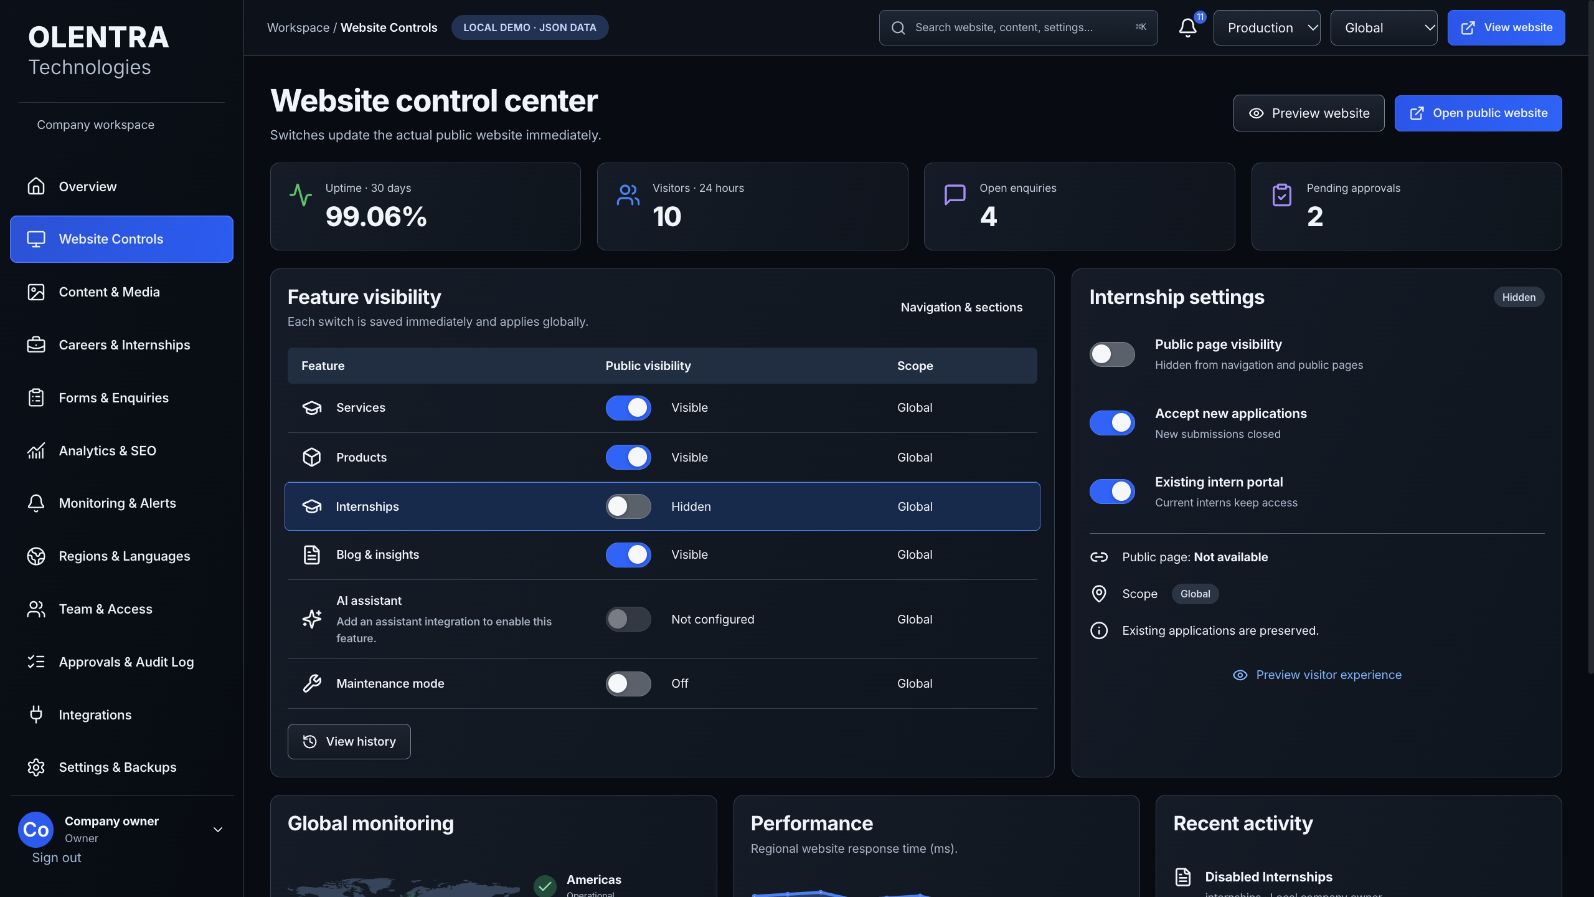 OLENTRA
Technologies
Company workspace
Overview
Website Controls
Content & Media
Careers & Internships
Forms & Enquiries
Analytics & SEO
Monitoring & Alerts
Regions & Languages
Team & Access
Approvals & Audit Log
Integrations
Settings & Backups
Co
Company owner
Owner
Sign out
Workspace / Website Controls
LOCAL DEMO · JSON DATA
Search website, content, settings...
⌘K
11
Production
Global
View website
Website control center
Switches update the actual public website immediately.
Preview website
Open public website
Uptime · 30 days
99.06%
Visitors · 24 hours
10
Open enquiries
4
Pending approvals
2
Feature visibility
Each switch is saved immediately and applies globally.
Navigation & sections
Feature Public visibility Scope
Services Visible Global
Products Visible Global
Internships Hidden Global
Blog & insights Visible Global
AI assistant
Add an assistant integration to enable this
feature.
Not configured Global
Maintenance mode Off Global
View history
Internship settings
Hidden
Public page visibility
Hidden from navigation and public pages
Accept new applications
New submissions closed
Existing intern portal
Current interns keep access
Public page: Not available
Scope Global
Existing applications are preserved.
Preview visitor experience
Global monitoring
Americas
Operational
Performance
Regional website response time (ms).
Recent activity
Disabled Internships
internships · Local company owner